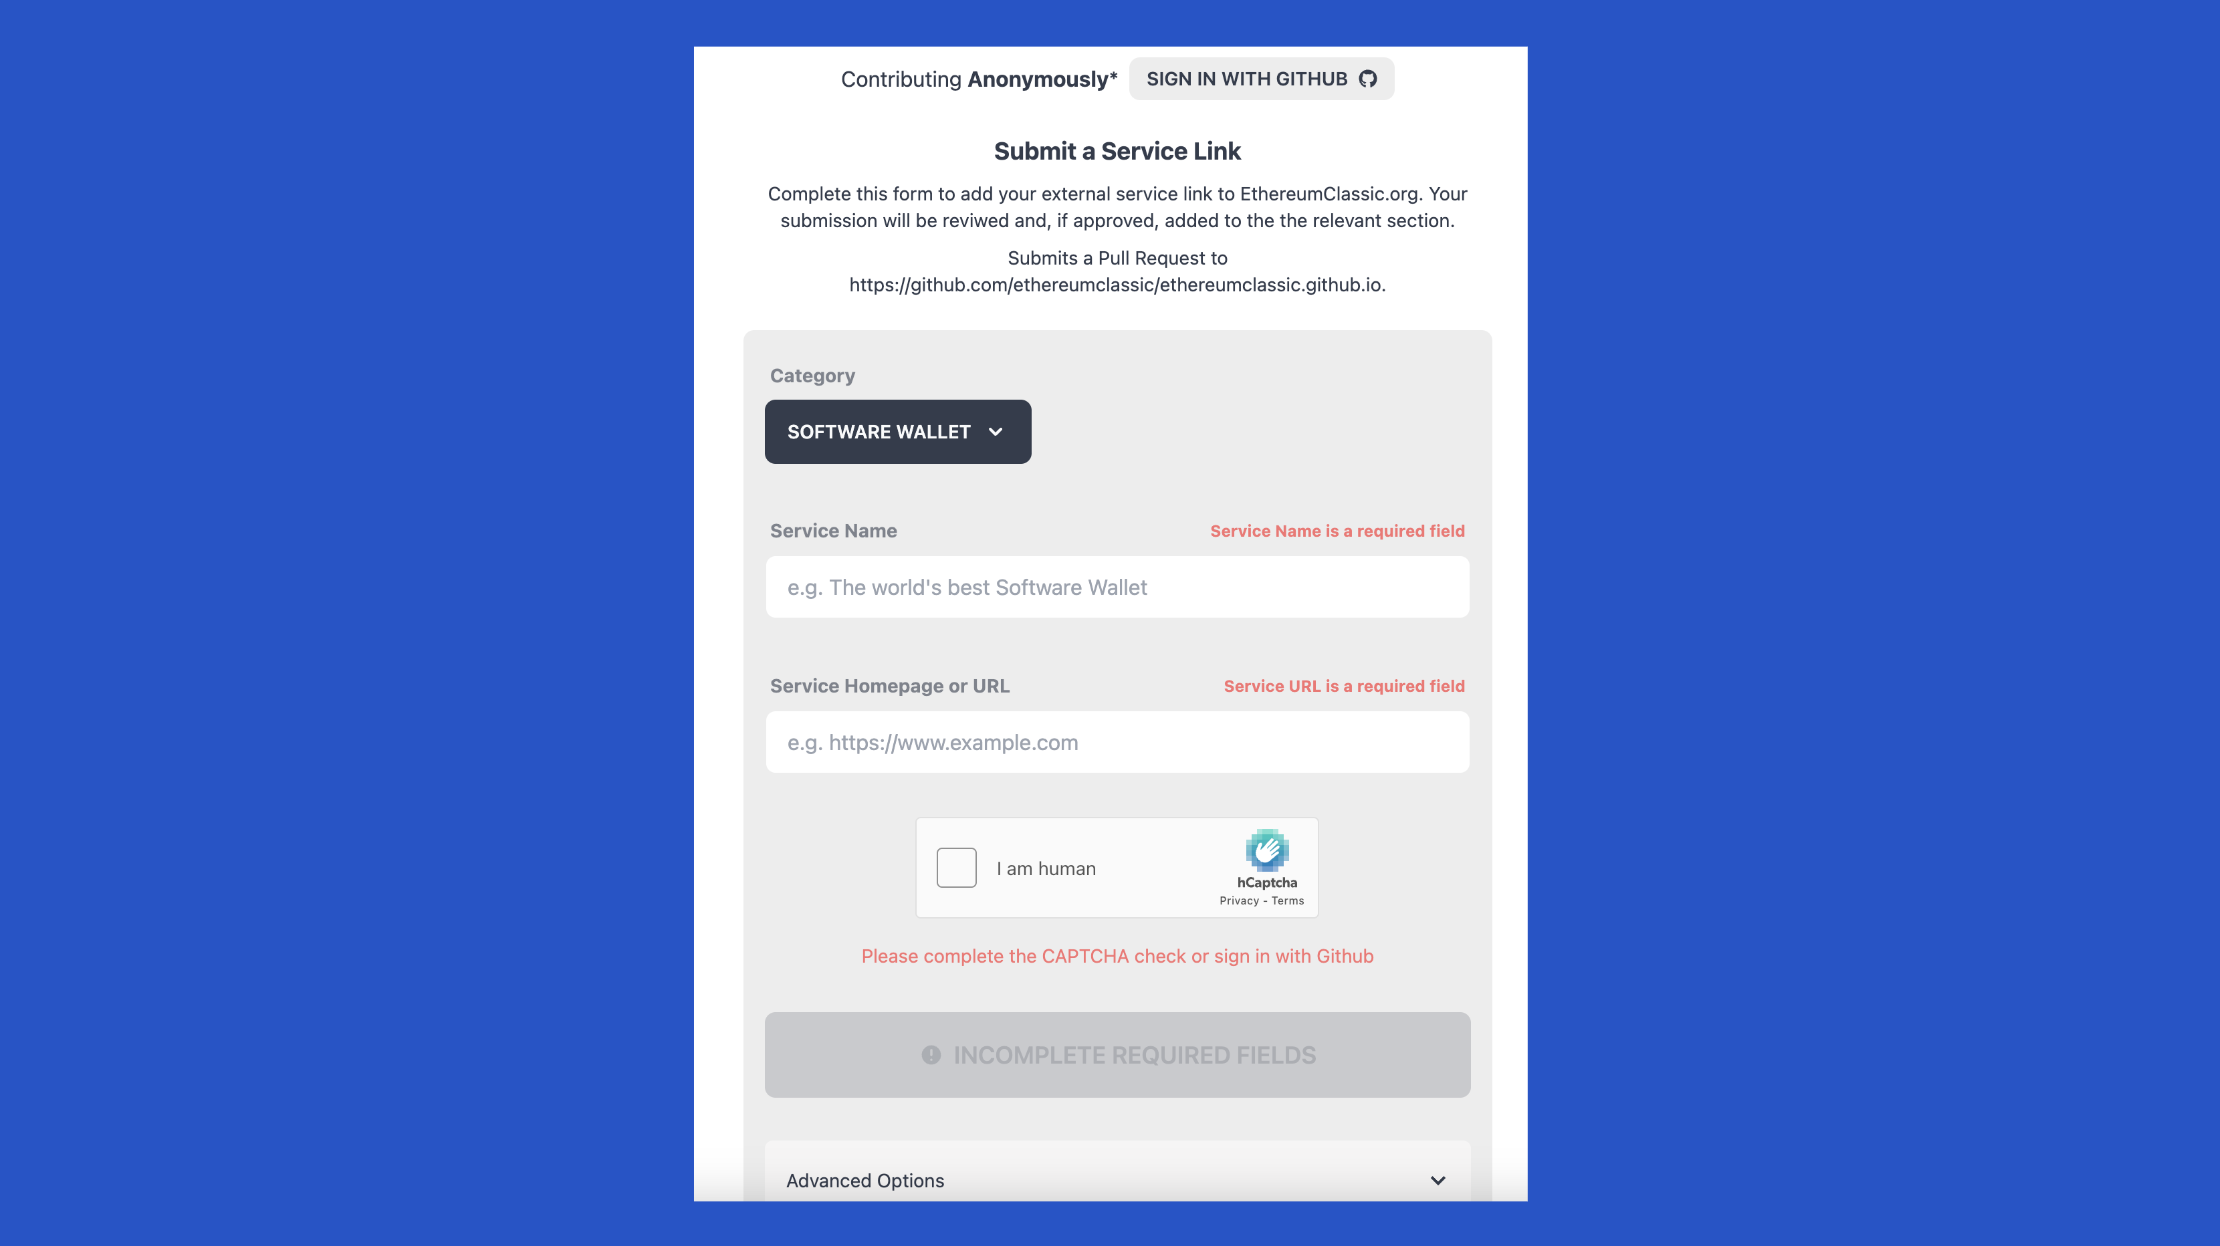 Contributing Anonymously* SIGN IN WITH GITHUB
Submit a Service Link
Complete this form to add your external service link to EthereumClassic.org. Your
submission will be reviwed and, if approved, added to the the relevant section.
Submits a Pull Request to
https://github.com/ethereumclassic/ethereumclassic.github.io.
Category
SOFTWARE WALLET
Service Name Service Name is a required field
e.g. The world's best Software Wallet
Service Homepage or URL Service URL is a required field
e.g. https://www.example.com
I am human
hCaptcha
Privacy - Terms
Please complete the CAPTCHA check or sign in with Github
INCOMPLETE REQUIRED FIELDS
Advanced Options